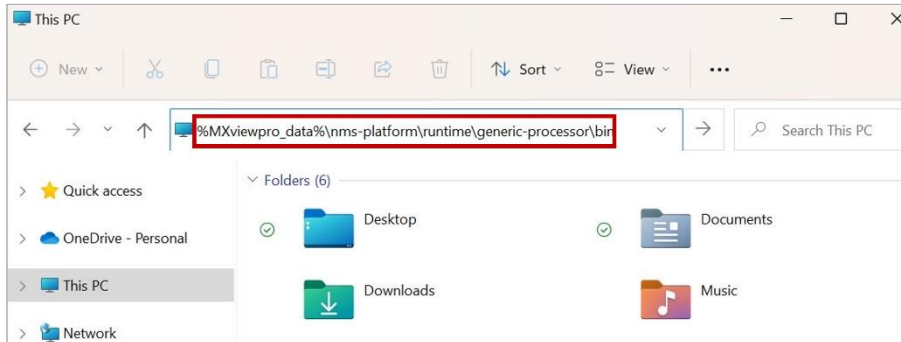 This PC
New
Sort
View
%MXviewpro_data%\nms-platform\runtime\generic-processor\bin
Search This PC
Quick access
OneDrive - Personal
This PC
Network
Folders (6)
Desktop
Documents
Downloads
Music